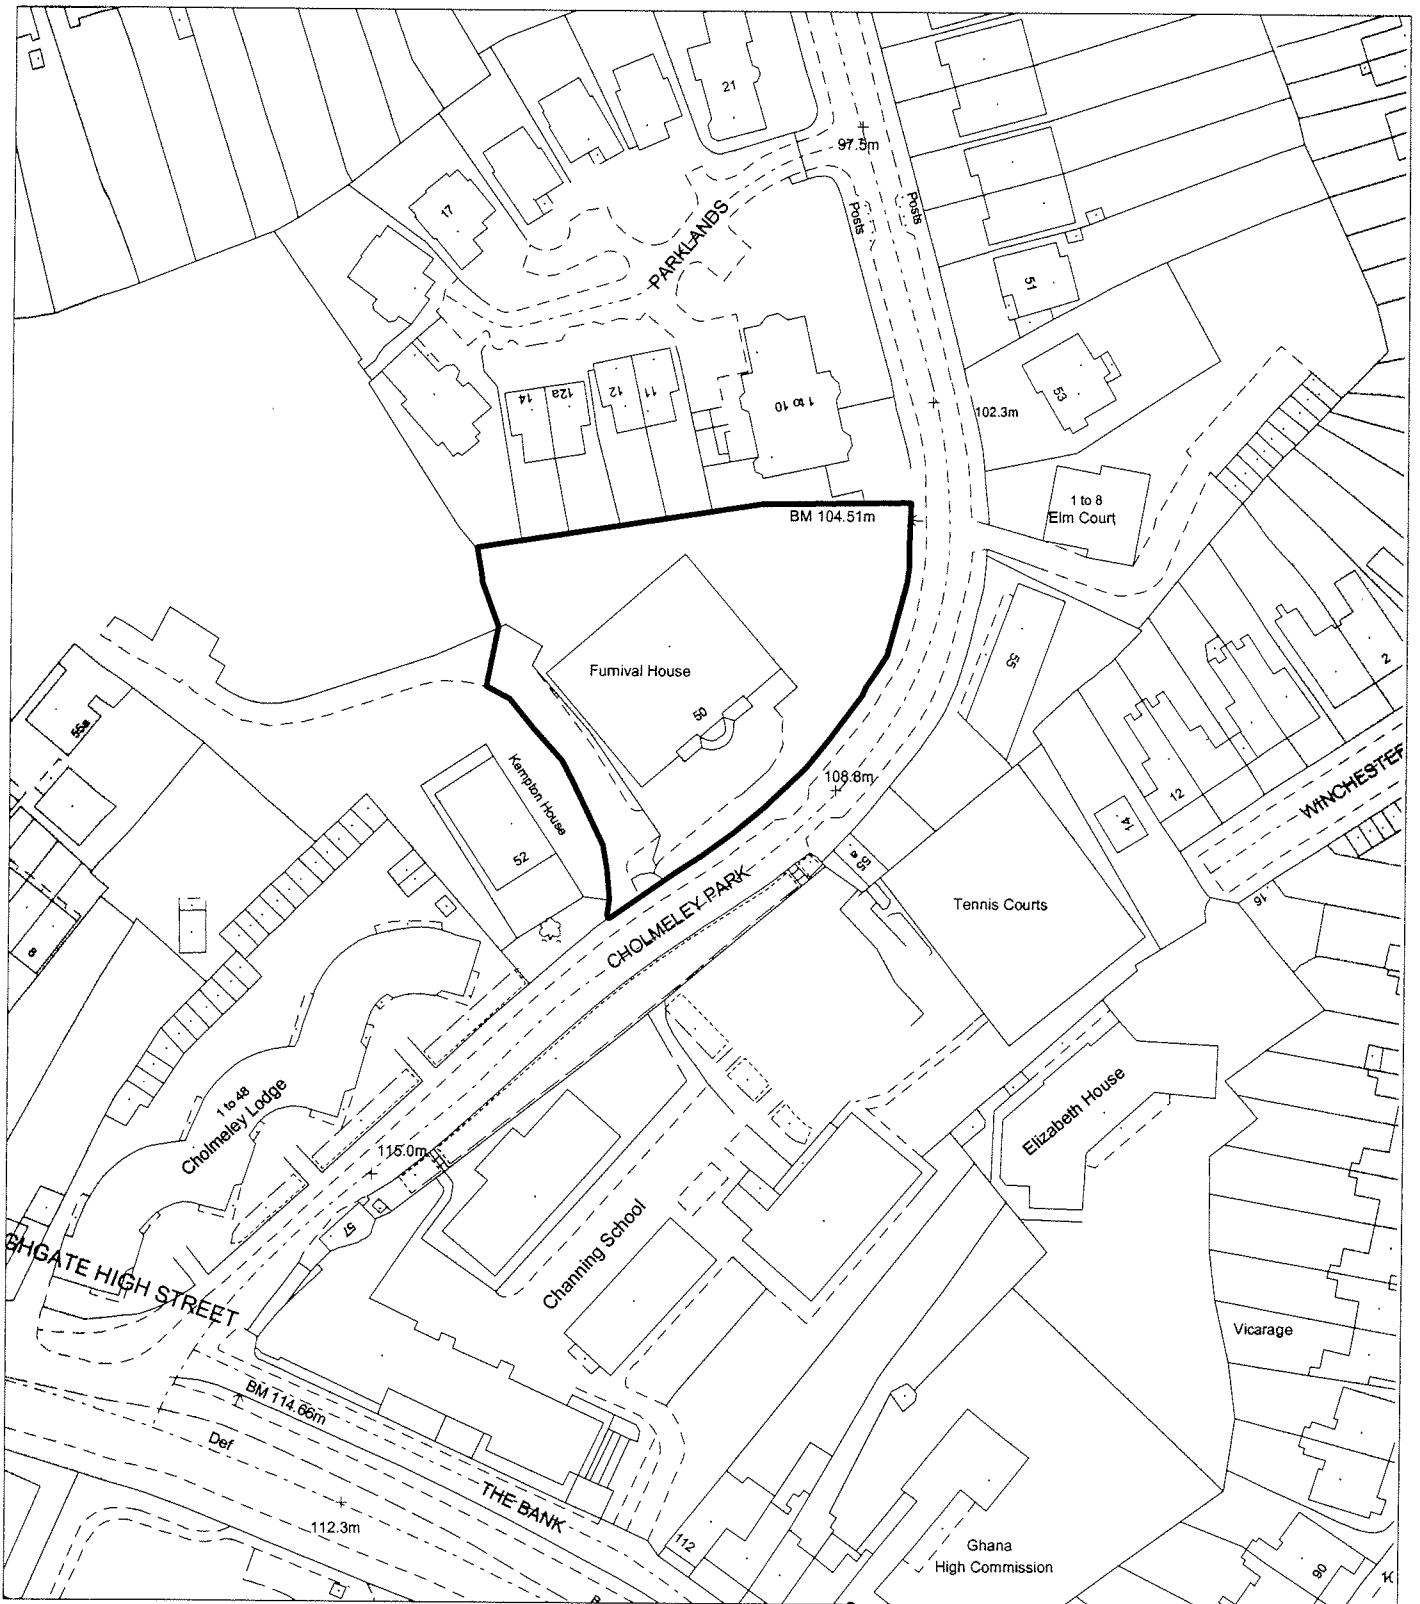 21
97.5m
17
Posts
Posts
PARKLANDS
51
14
12a
12
11
1 to 10
53
102.3m
1 to 8
Elm Court
BM 104.51m
Furnival House
50
55
2
56a
Kempton House
108.8m
12
14
WINCHESTER
52
55a
CHOLMELEY PARK
Tennis Courts
16
8
1 to 48
Cholmeley Lodge
Elizabeth House
115.0m
57
Channing School
GHGATE HIGH STREET
Vicarage
BM 114.66m
Def
THE BANK
112.3m
112
Ghana
High Commission
90